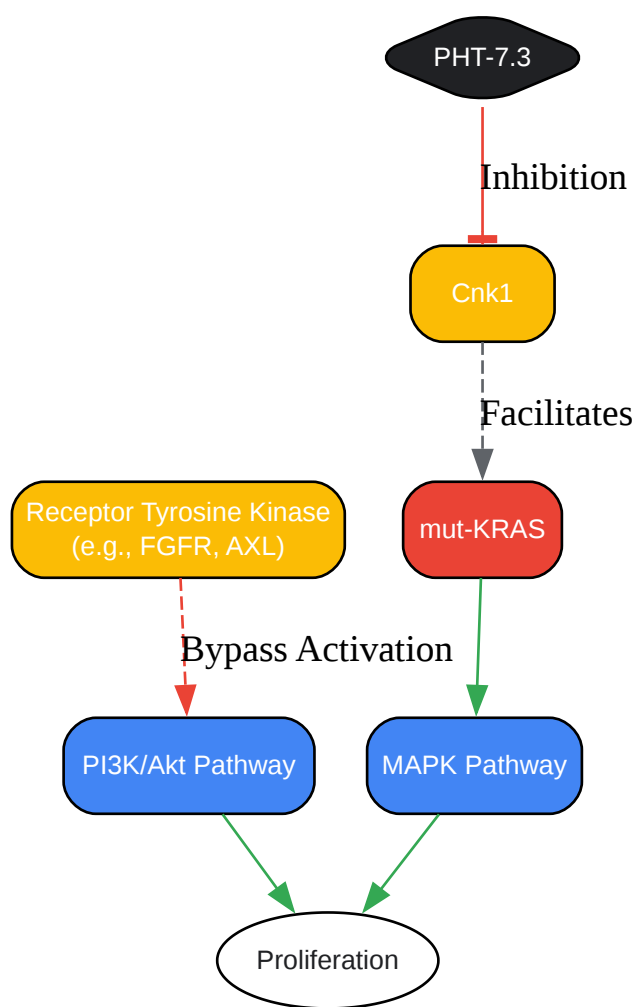 PHT-7.3
Inhibition
Cnk1
Facilitates
Receptor Tyrosine Kinase
(e.g., FGFR, AXL)
mut-KRAS
Bypass Activation
PI3K/Akt Pathway
MAPK Pathway
Proliferation